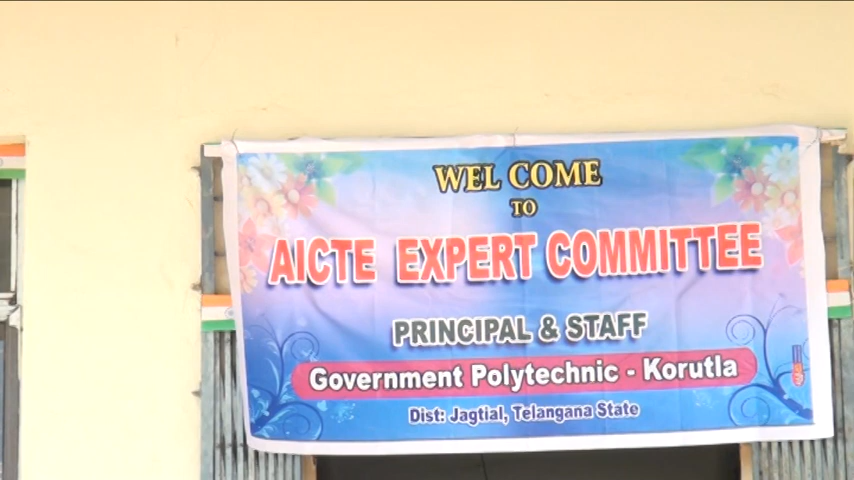 WEL COME
TO
AICTE EXPERT COMMITTEE
PRINCIPAL & STAFF
Government Polytechnic - Korutla
Dist: Jagtial, Telangana State